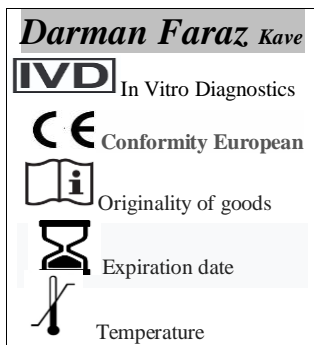 Darman Faraz Kave
IVD In Vitro Diagnostics
CE Conformity European
i Originality of goods
Expiration date
Temperature